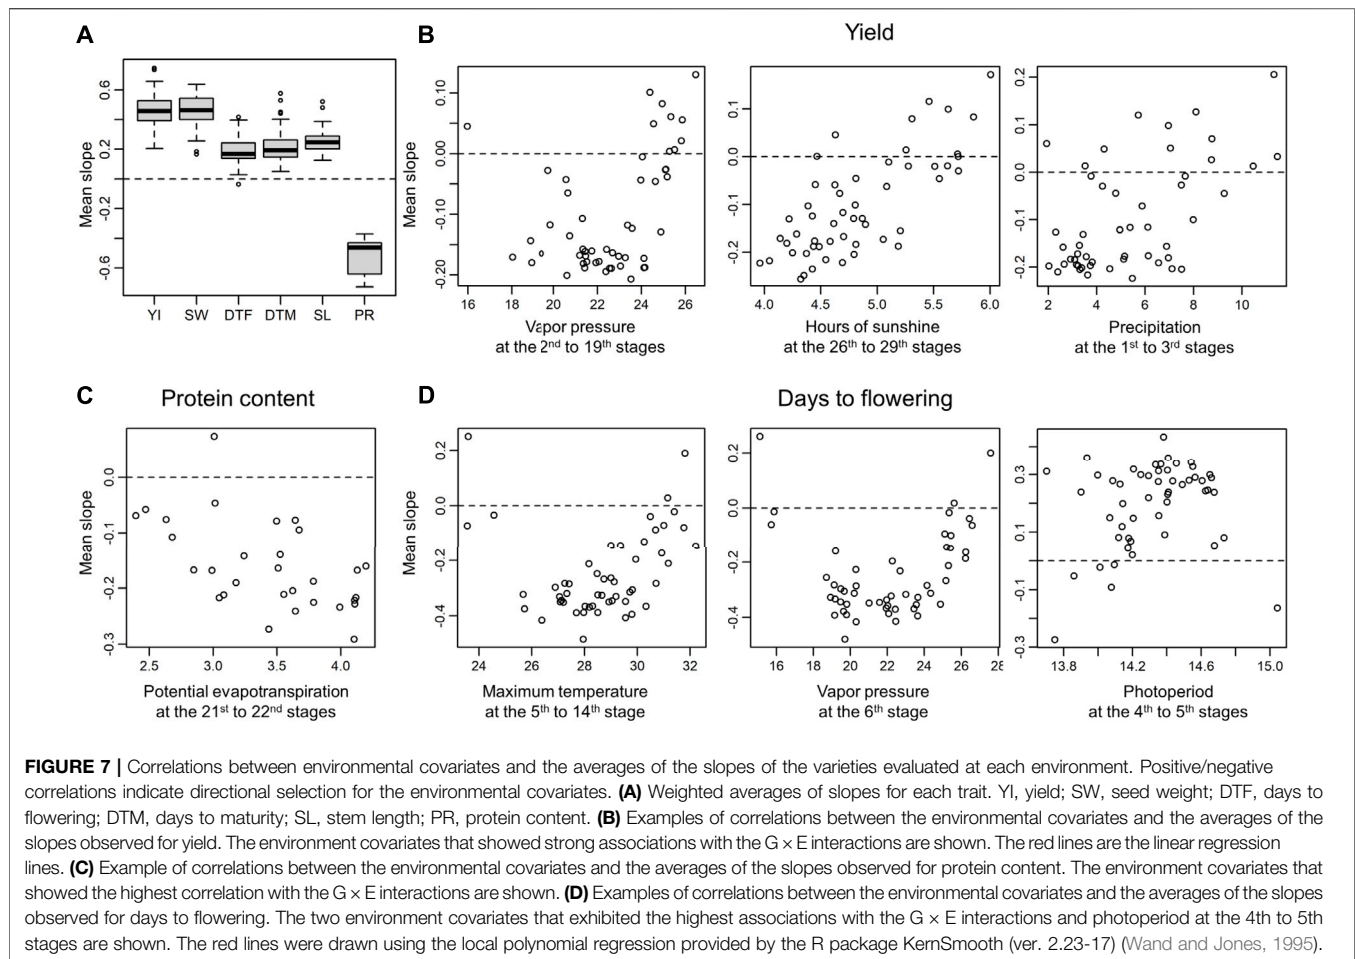 A
B
Yield
Mean slope
0.6
0.2
-0.2
-0.6
YI SW DTF DTM SL PR
Mean slope
0.10
0.00
-0.10
-0.20
16 18 20 22 24 26
Vapor pressure
at the 2nd to 19th stages
0.1
0.0
-0.1
-0.2
4.0 4.5 5.0 5.5 6.0
Hours of sunshine
at the 26th to 29th stages
0.2
0.1
0.0
-0.1
-0.2
2 4 6 8 10
Precipitation
at the 1st to 3rd stages
C
Protein content
Mean slope
0.0
-0.1
-0.2
-0.3
2.5 3.0 3.5 4.0
Potential evapotranspiration
at the 21st to 22nd stages
D
Days to flowering
Mean slope
0.2
0.0
-0.2
-0.4
24 26 28 30 32
Maximum temperature
at the 5th to 14th stage
0.2
0.0
-0.2
-0.4
16 18 20 22 24 26 28
Vapor pressure
at the 6th stage
0.3
0.1
-0.1
-0.3
13.8 14.2 14.6 15.0
Photoperiod
at the 4th to 5th stages
FIGURE 7 | Correlations between environmental covariates and the averages of the slopes of the varieties evaluated at each environment. Positive/negative
correlations indicate directional selection for the environmental covariates. (A) Weighted averages of slopes for each trait. YI, yield; SW, seed weight; DTF, days to
flowering; DTM, days to maturity; SL, stem length; PR, protein content. (B) Examples of correlations between the environmental covariates and the averages of the
slopes observed for yield. The environment covariates that showed strong associations with the G × E interactions are shown. The red lines are the linear regression
lines. (C) Example of correlations between the environmental covariates and the averages of the slopes observed for protein content. The environment covariates that
showed the highest correlation with the G × E interactions are shown. (D) Examples of correlations between the environmental covariates and the averages of the slopes
observed for days to flowering. The two environment covariates that exhibited the highest associations with the G × E interactions and photoperiod at the 4th to 5th
stages are shown. The red lines were drawn using the local polynomial regression provided by the R package KernSmooth (ver. 2.23-17) (Wand and Jones, 1995).